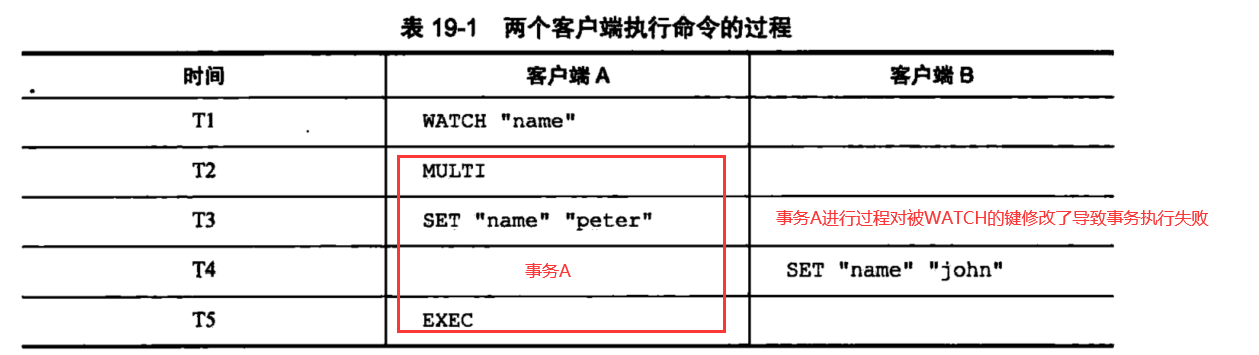 表 19-1 两个客户端执行命令的过程
时间 客户端 A 客户端 B
T1 WATCH "name"
T2 MULTI
T3 SET "name" "peter" 事务A进行过程对被WATCH的键修改了导致事务执行失败
T4 事务A SET "name" "john"
T5 EXEC